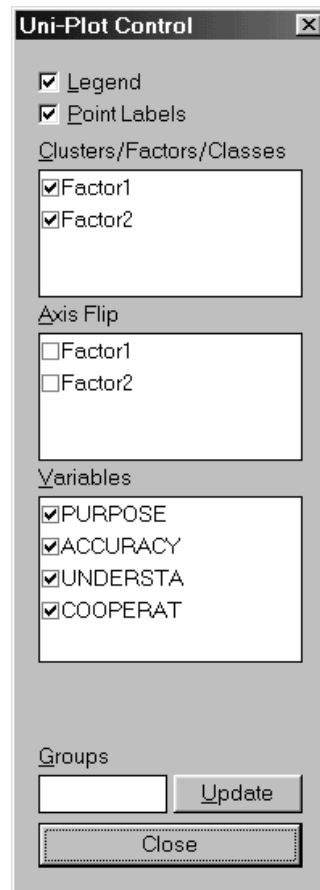 Uni-Plot Control
Legend
Point Labels
Clusters/Factors/Classes
Factor1
Factor2
Axis Flip
Factor1
Factor2
Variables
PURPOSE
ACCURACY
UNDERSTA
COOPERAT
Groups
Update
Close